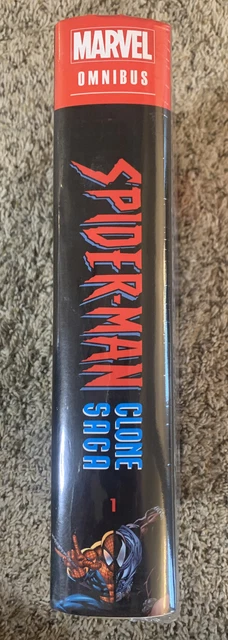 MARVEL
OMNIBUS
SPIDER-MAN
CLONE
SAGA
1